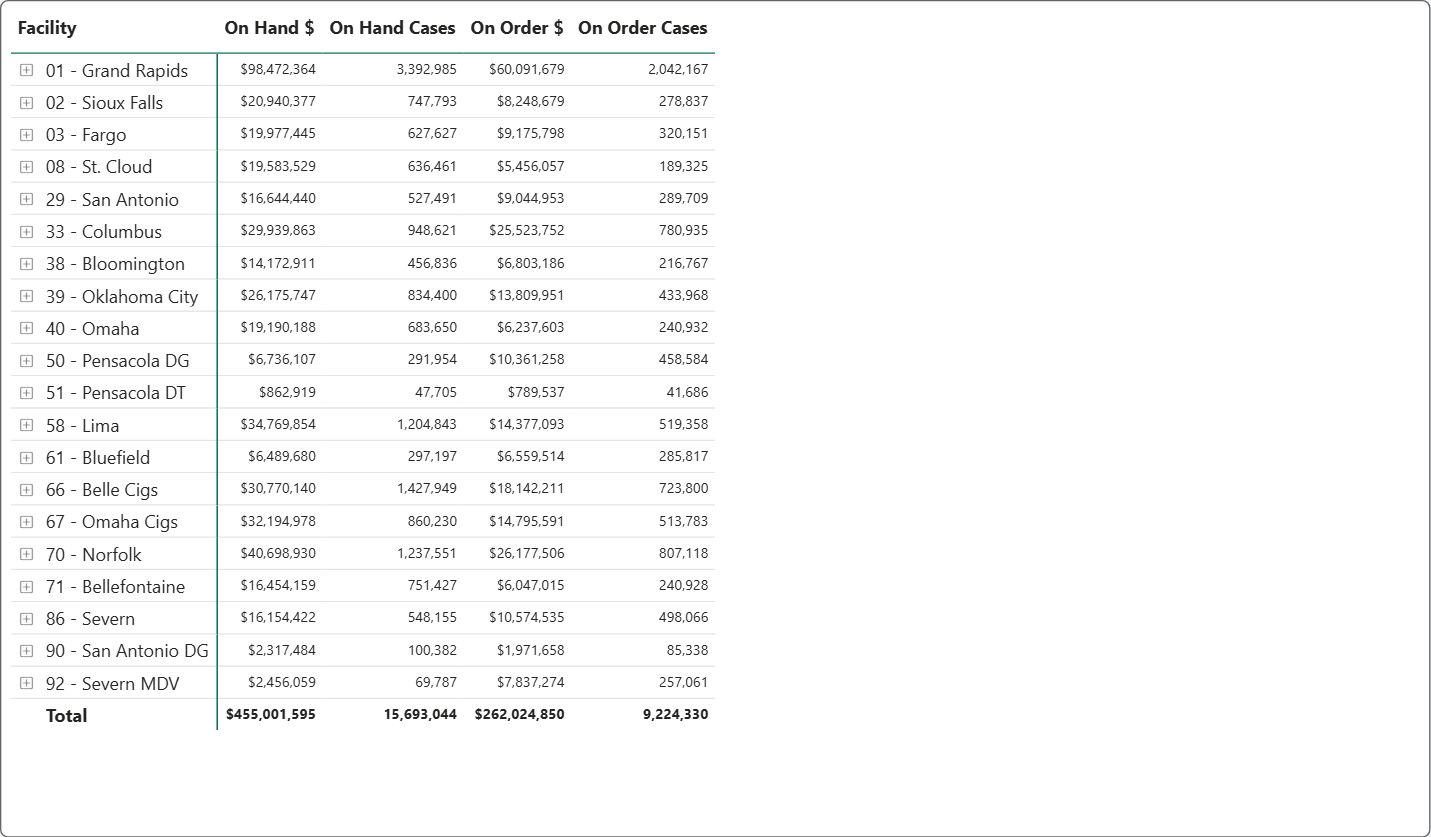 Facility On Hand $ On Hand Cases On Order $ On Order Cases
01 - Grand Rapids $98,472,364 3,392,985 $60,091,679 2,042,167
02 - Sioux Falls $20,940,377 747,793 $8,248,679 278,837
03 - Fargo $19,977,445 627,627 $9,175,798 320,151
08 - St. Cloud $19,583,529 636,461 $5,456,057 189,325
29 - San Antonio $16,644,440 527,491 $9,044,953 289,709
33 - Columbus $29,939,863 948,621 $25,523,752 780,935
38 - Bloomington $14,172,911 456,836 $6,803,186 216,767
39 - Oklahoma City $26,175,747 834,400 $13,809,951 433,968
40 - Omaha $19,190,188 683,650 $6,237,603 240,932
50 - Pensacola DG $6,736,107 291,954 $10,361,258 458,584
51 - Pensacola DT $862,919 47,705 $789,537 41,686
58 - Lima $34,769,854 1,204,843 $14,377,093 519,358
61 - Bluefield $6,489,680 297,197 $6,559,514 285,817
66 - Belle Cigs $30,770,140 1,427,949 $18,142,211 723,800
67 - Omaha Cigs $32,194,978 860,230 $14,795,591 513,783
70 - Norfolk $40,698,930 1,237,551 $26,177,506 807,118
71 - Bellefontaine $16,454,159 751,427 $6,047,015 240,928
86 - Severn $16,154,422 548,155 $10,574,535 498,066
90 - San Antonio DG $2,317,484 100,382 $1,971,658 85,338
92 - Severn MDV $2,456,059 69,787 $7,837,274 257,061
Total $455,001,595 15,693,044 $262,024,850 9,224,330